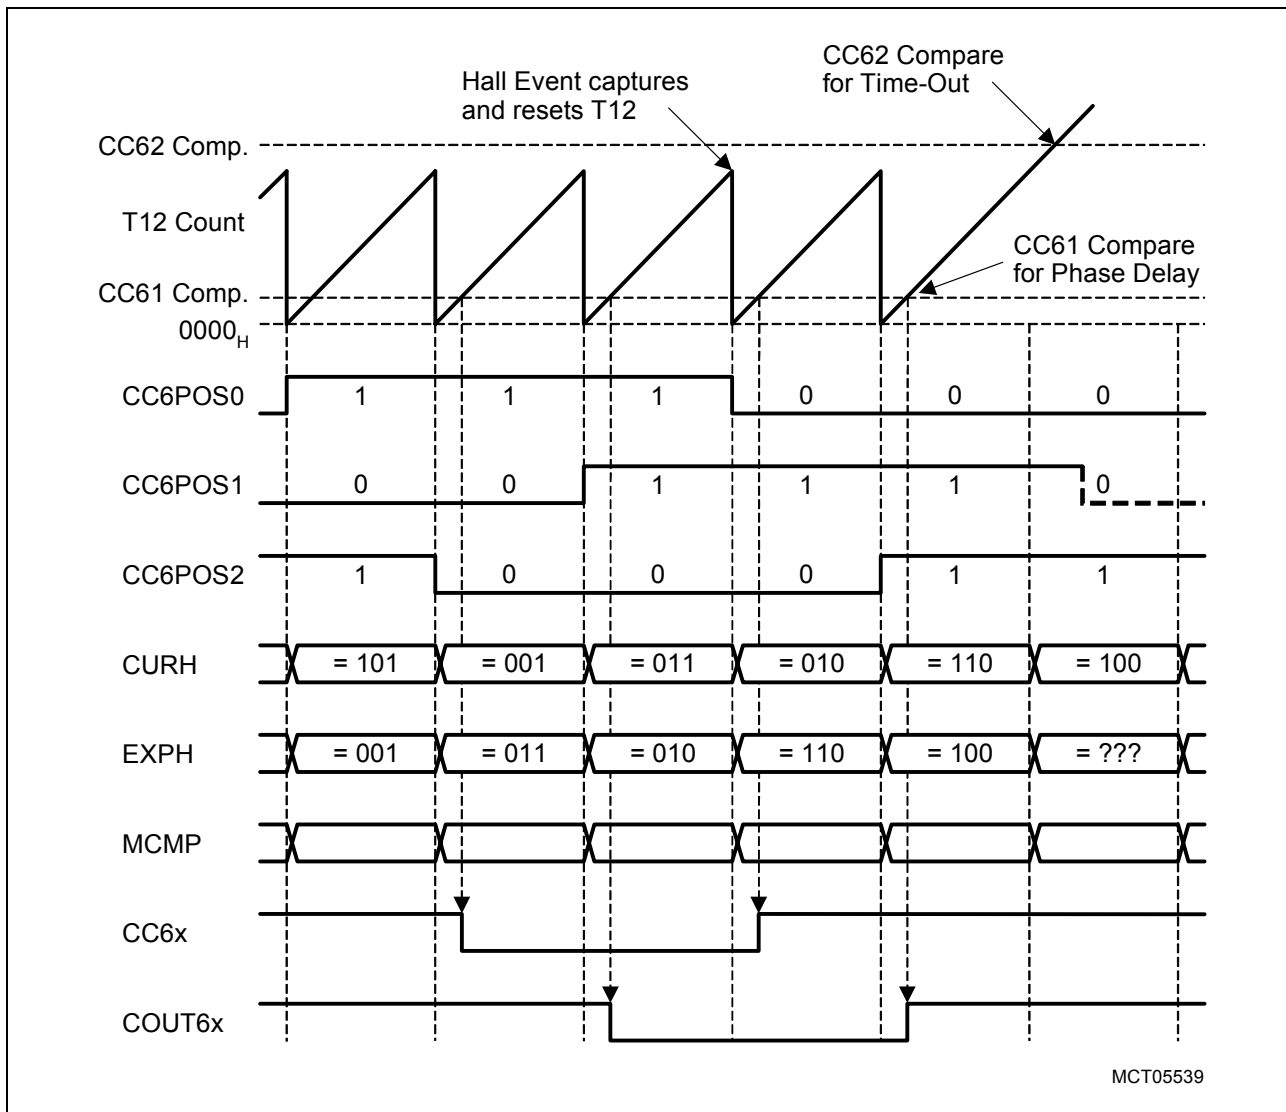 CC62 Compare
for Time-Out
Hall Event captures
and resets T12
CC62 Comp.
T12 Count
CC61 Compare
for Phase Delay
CC61 Comp.
0000H
CC6POS0 1 1 1 0 0 0
CC6POS1 0 0 1 1 1 0
CC6POS2 1 0 0 0 1 1
CURH = 101 = 001 = 011 = 010 = 110 = 100
EXPH = 001 = 011 = 010 = 110 = 100 = ???
MCMP
CC6x
COUT6x
MCT05539